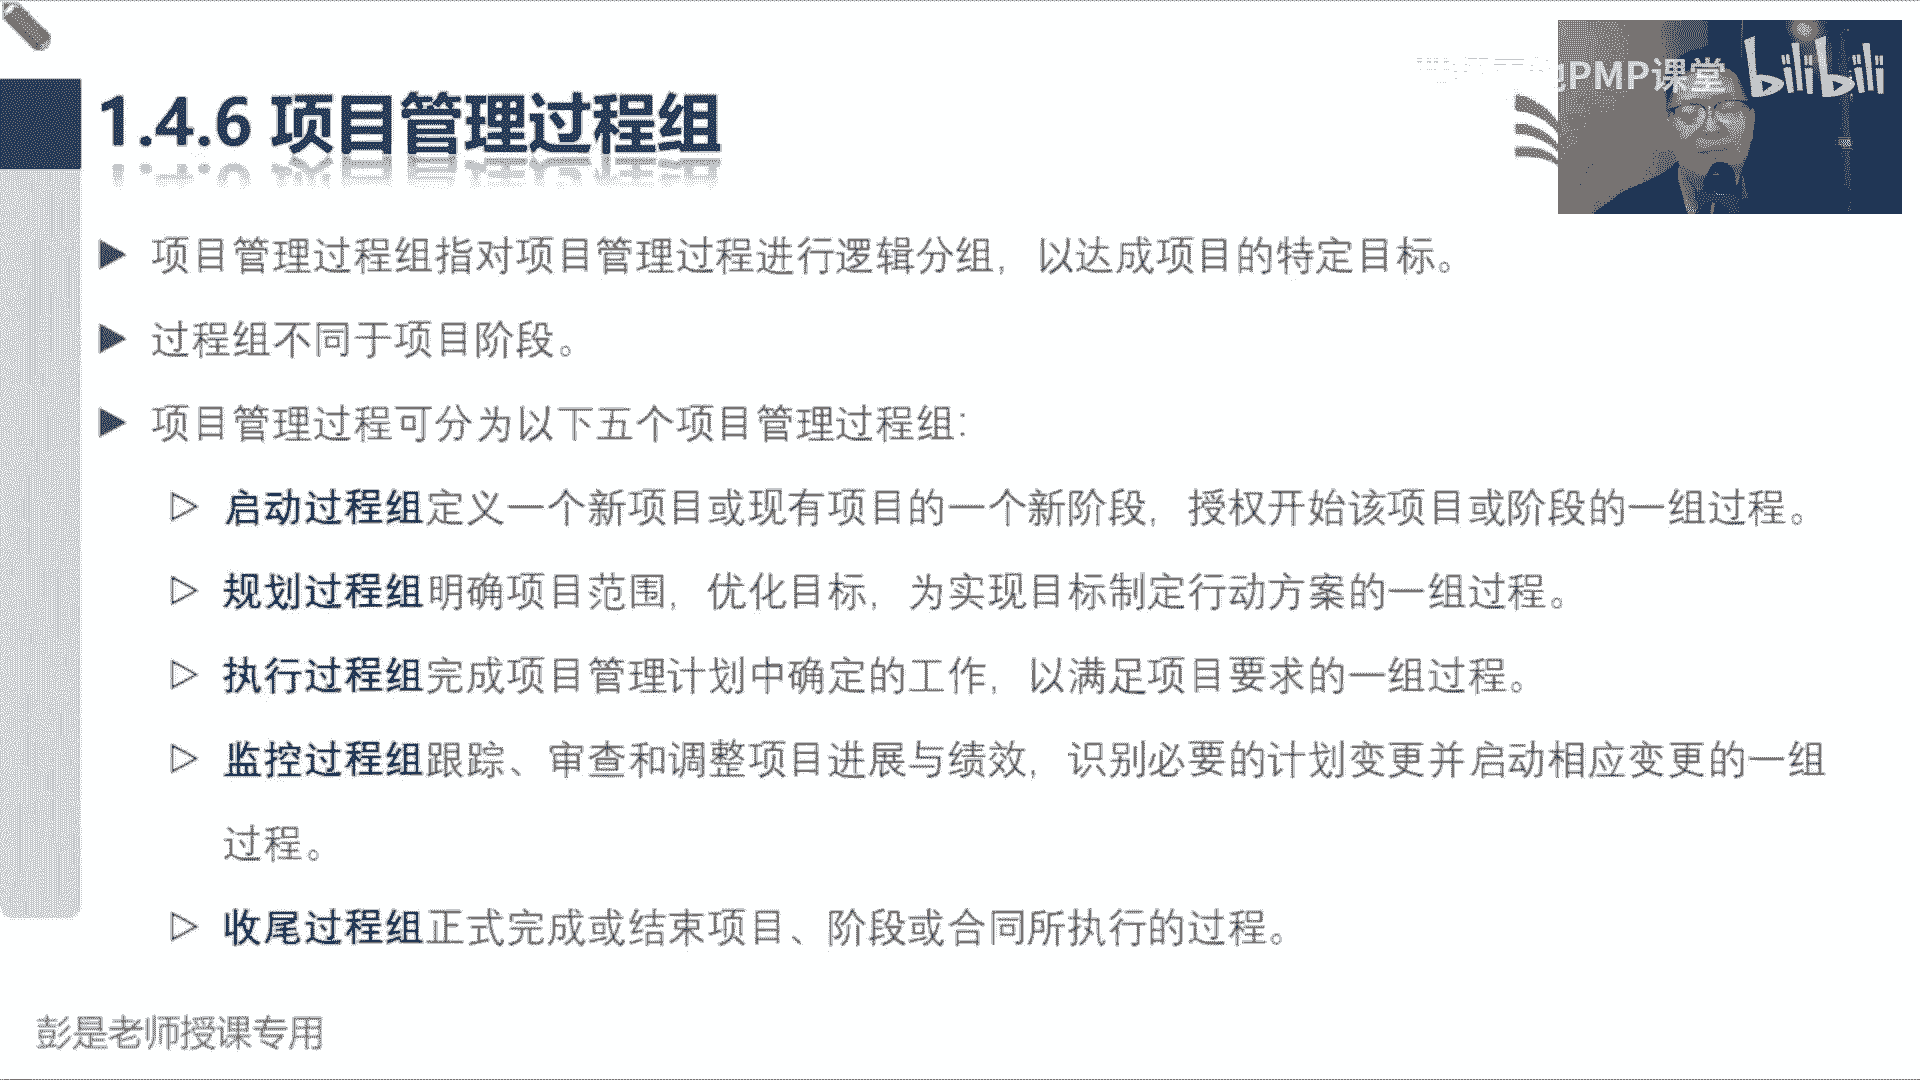 PMP课堂 bilibili
1.4.6 项目管理过程组
项目管理过程组指对项目管理过程进行逻辑分组，以达成项目的特定目标。
过程组不同于项目阶段。
项目管理过程可分为以下五个项目管理过程组：
启动过程组定义一个新项目或现有项目的一个新阶段，授权开始该项目或阶段的一组过程。
规划过程组明确项目范围，优化目标，为实现目标制定行动方案的一组过程。
执行过程组完成项目管理计划中确定的工作，以满足项目要求的一组过程。
监控过程组跟踪、审查和调整项目进展与绩效，识别必要的计划变更并启动相应变更的一组
过程。
收尾过程组正式完成或结束项目、阶段或合同所执行的过程。
彭是老师授课专用